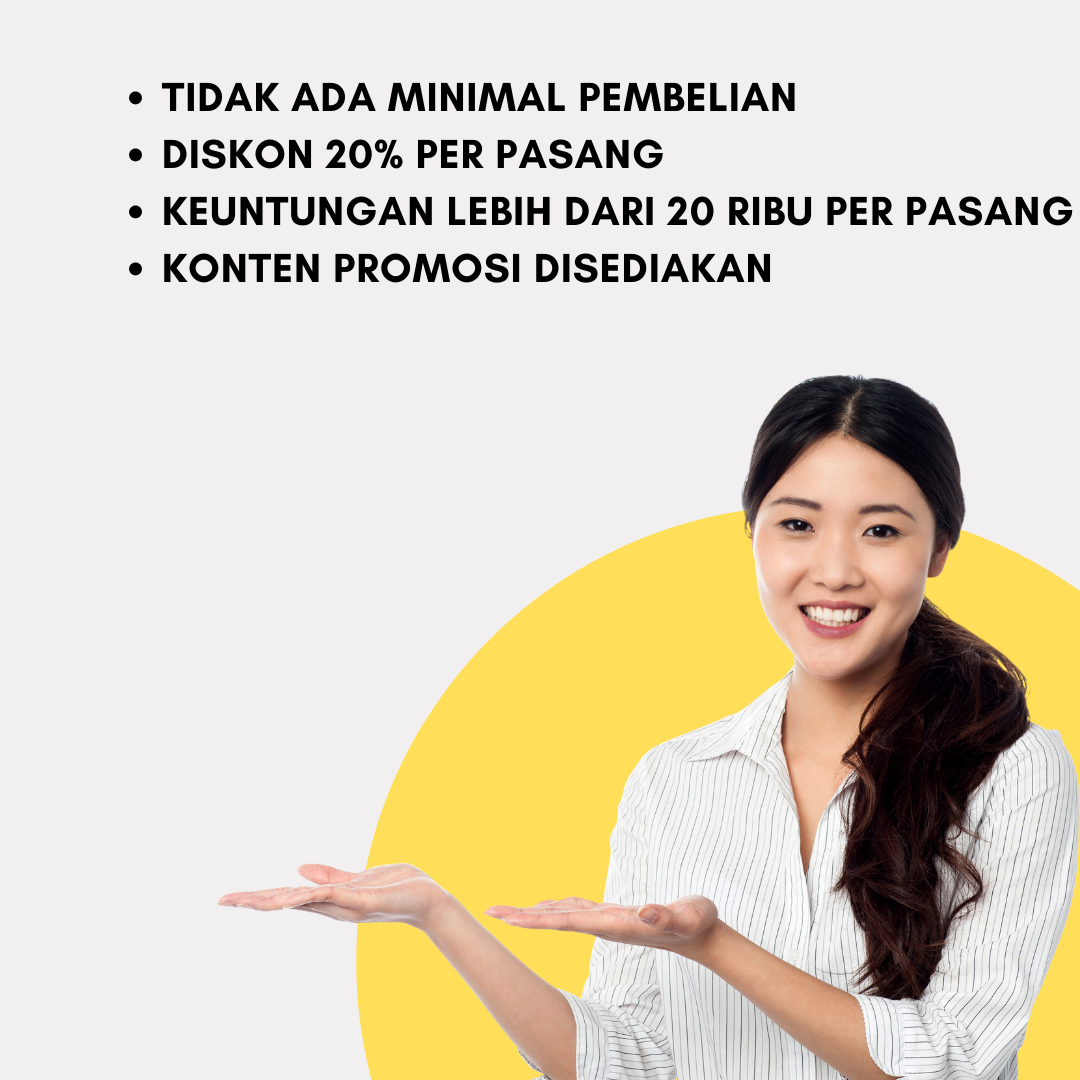 • TIDAK ADA MINIMAL PEMBELIAN
• DISKON 20% PER PASANG
• KEUNTUNGAN LEBIH DARI 20 RIBU PER PASANG
• KONTEN PROMOSI DISEDIAKAN